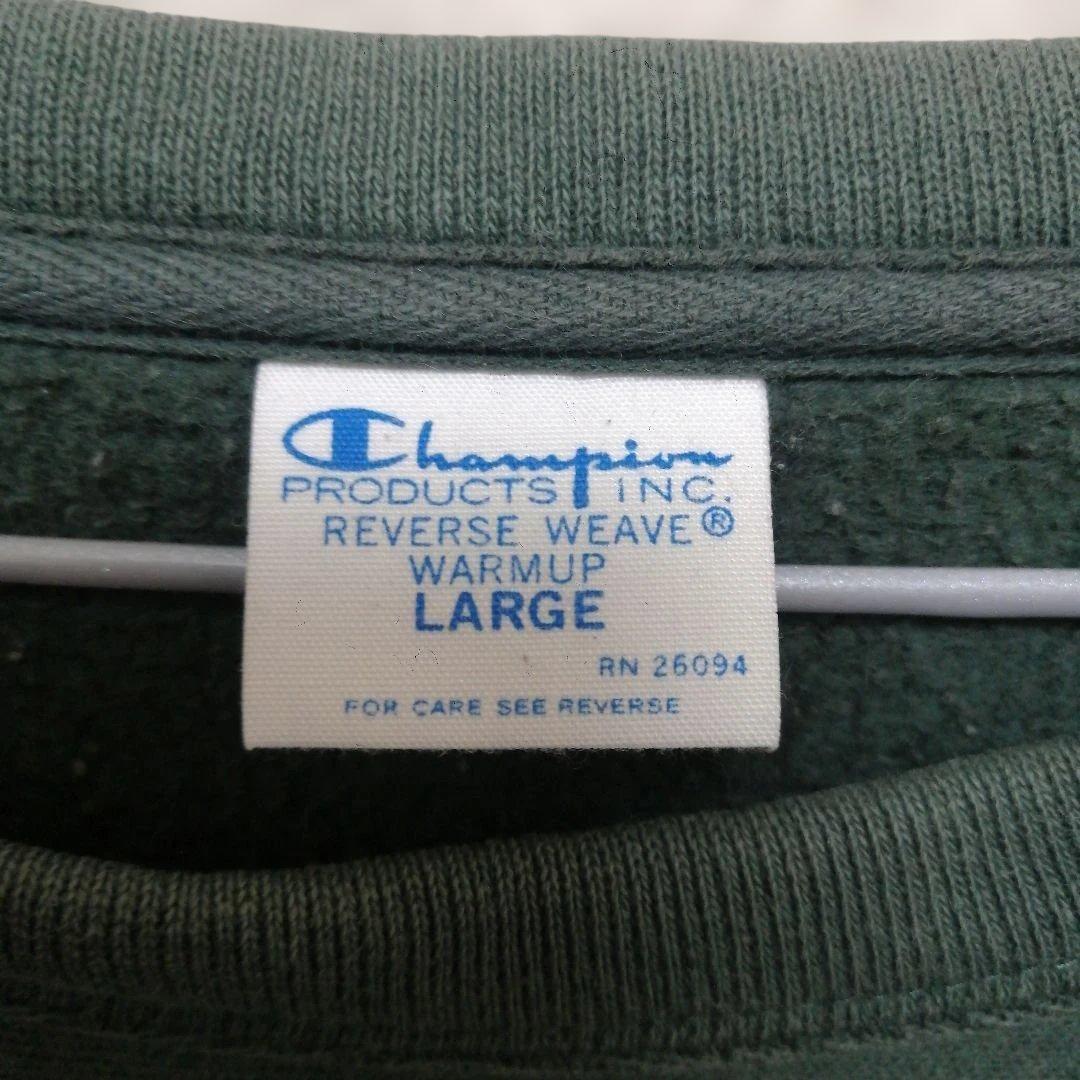 Champion
PRODUCTS INC.
REVERSE WEAVE®
WARMUP
LARGE
RN 26094
FOR CARE SEE REVERSE